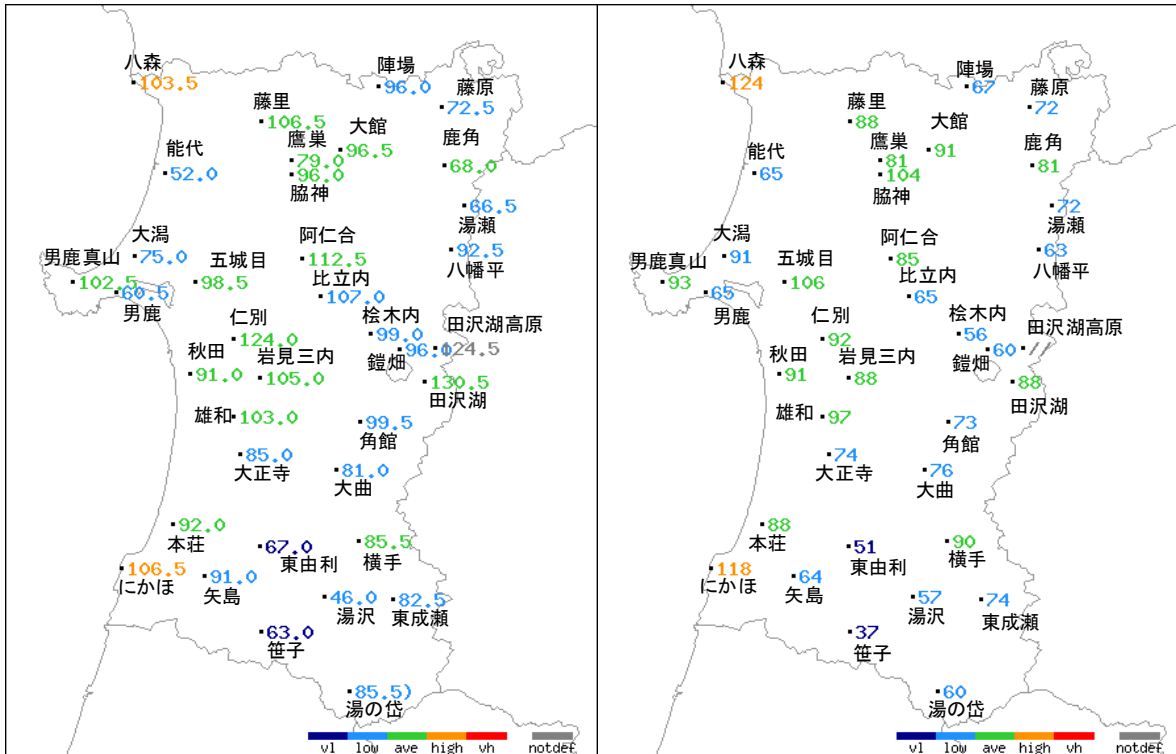 八森
103.5
陣場
96.0
藤原
72.5
藤里
106.5
大館
96.5
鷹巣
79.0
96.0
脇神
鹿角
68.0
能代
52.0
66.5
湯瀬
大潟
75.0
阿仁合
112.5
92.5
八幡平
男鹿真山
102.5
60.5
男鹿
五城目
98.5
比立内
107.0
仁別
124.0
桧木内
99.0
96.0
鎧畑
田沢湖高原
124.5
秋田
91.0
岩見三内
105.0
130.5
田沢湖
雄和
103.0
99.5
角館
85.0
大正寺
81.0
大曲
92.0
本荘
67.0
東由利
85.5
横手
106.5
にかほ
91.0
矢島
46.0
湯沢
82.5
東成瀬
63.0
笹子
85.5)
湯の岱
vl low ave high vh notdef
八森
124
陣場
67
藤原
72
藤里
88
大館
91
鷹巣
81
104
脇神
鹿角
81
能代
65
72
湯瀬
大潟
91
阿仁合
85
63
八幡平
男鹿真山
93
65
男鹿
五城目
106
比立内
65
仁別
92
桧木内
56
60
鎧畑
田沢湖高原
//
秋田
91
岩見三内
88
88
田沢湖
雄和
97
73
角館
74
大正寺
76
大曲
88
本荘
51
東由利
90
横手
118
にかほ
64
矢島
57
湯沢
74
東成瀬
37
笹子
60
湯の岱
vl low ave high vh notdef